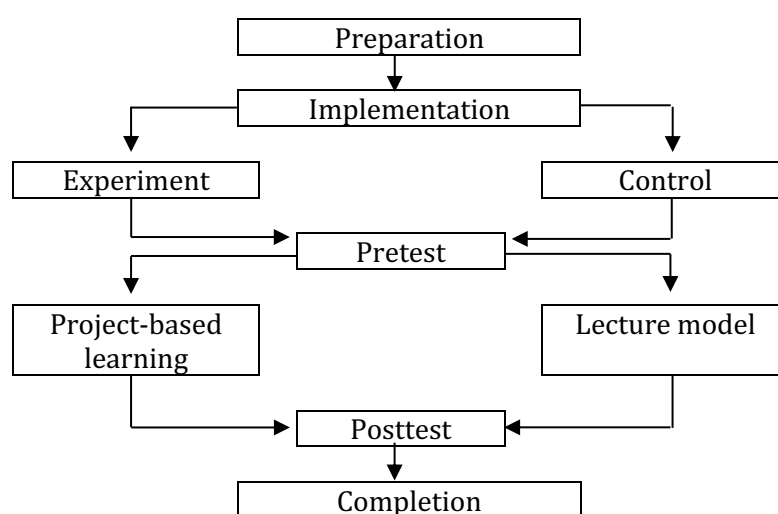 Preparation
Implementation
Experiment
Control
Pretest
Project-based
learning
Lecture model
Posttest
Completion